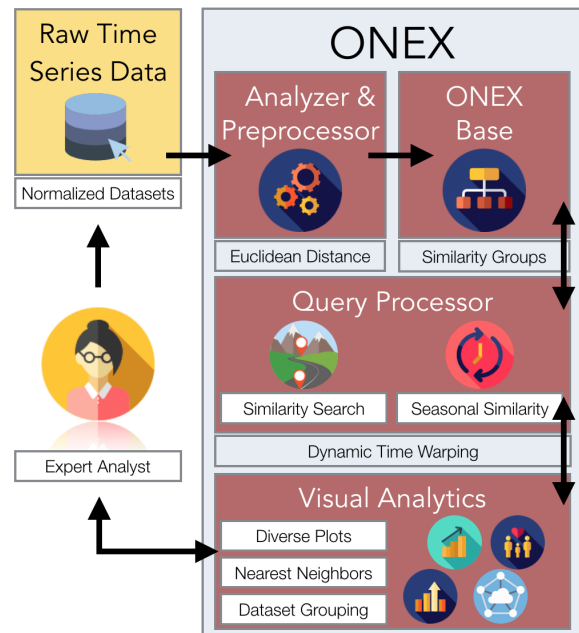 Raw Time
Series Data
Normalized Datasets
Expert Analyst
ONEX
Analyzer &
Preprocessor
Euclidean Distance
ONEX
Base
Similarity Groups
Query Processor
Similarity Search
Seasonal Similarity
Dynamic Time Warping
Visual Analytics
Diverse Plots
Nearest Neighbors
Dataset Grouping